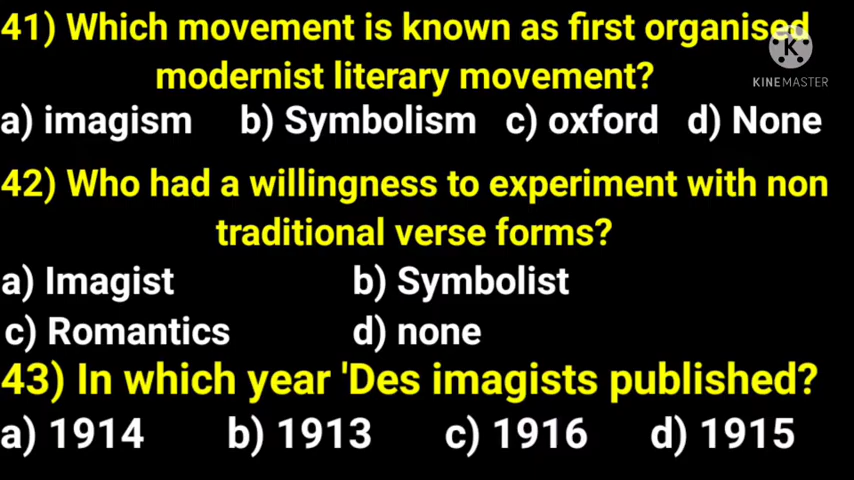 41) Which movement is known as first organised
modernist literary movement?
K
KINEMASTER
a) imagism b) Symbolism c) oxford d) None
42) Who had a willingness to experiment with non
traditional verse forms?
a) Imagist b) Symbolist
c) Romantics d) none
43) In which year 'Des imagists published?
a) 1914 b) 1913 c) 1916 d) 1915